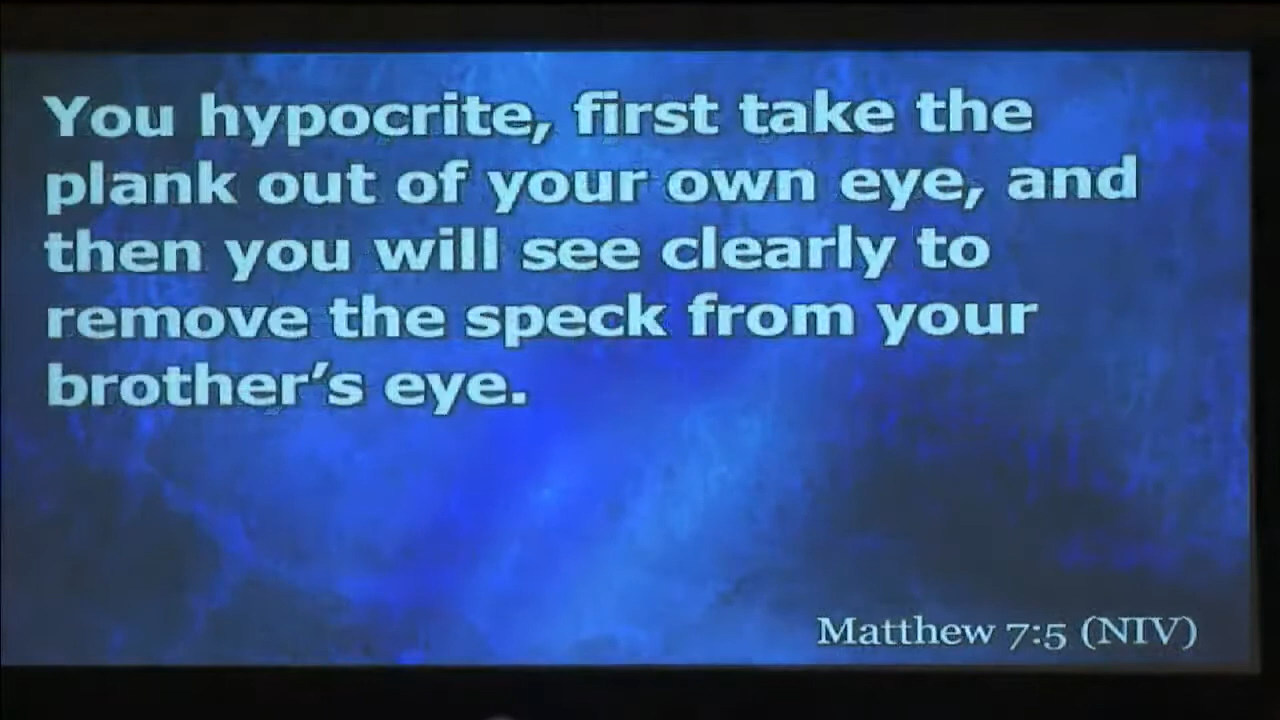 You hypocrite, first take the
plank out of your own eye, and
then you will see clearly to
remove the speck from your
brother’s eye.
Matthew 7:5 (NIV)